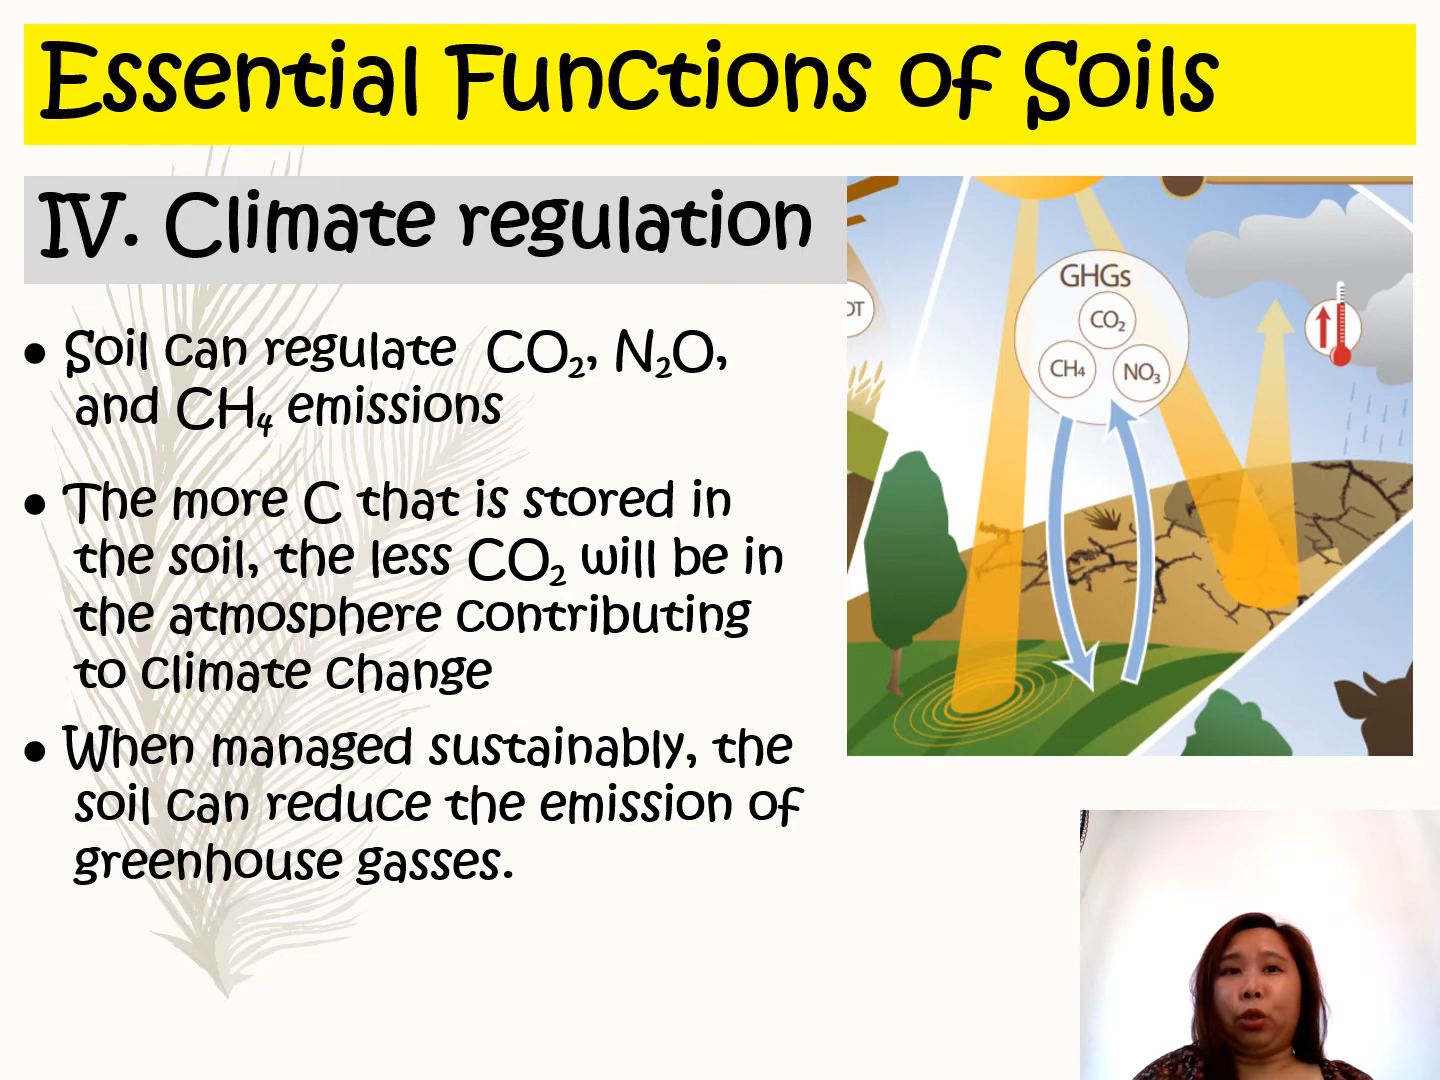 Essential Functions of Soils
IV. Climate regulation
• Soil can regulate CO₂, N₂O,
and CH₄ emissions
• The more C that is stored in
the soil, the less CO₂ will be in
the atmosphere contributing
to climate change
• When managed sustainably, the
soil can reduce the emission of
greenhouse gasses.
GHGs
CO₂
CH₄
NO₃
OT